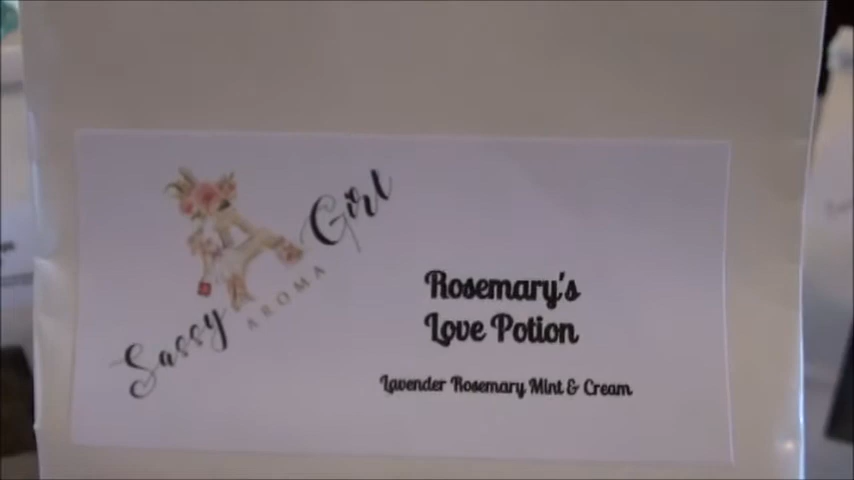 Sassy Girl
AROMA
Rosemary's
Love Potion
Lavender Rosemary Mint & Cream